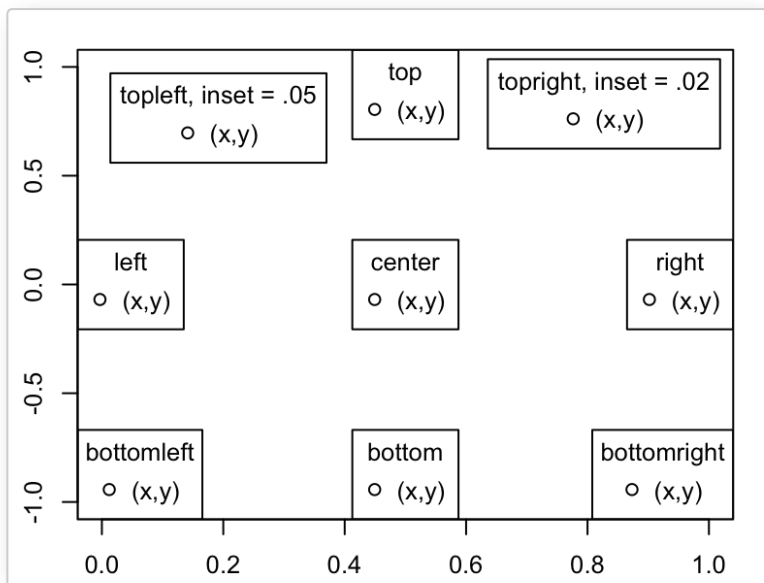 1.0
0.5
0.0
-0.5
-1.0
topleft, inset = .05
(x,y)
top
(x,y)
topright, inset = .02
(x,y)
left
(x,y)
center
(x,y)
right
(x,y)
bottomleft
(x,y)
bottom
(x,y)
bottomright
(x,y)
0.0 0.2 0.4 0.6 0.8 1.0